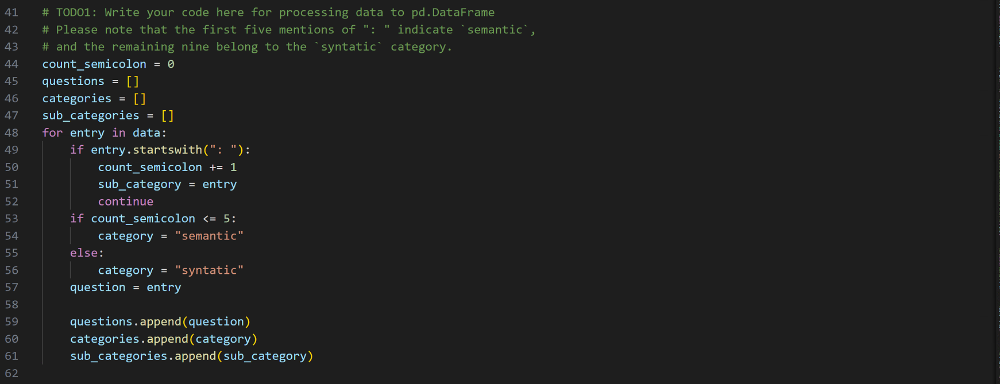 41 # TODO1: Write your code here for processing data to pd.DataFrame
42 # Please note that the first five mentions of ": " indicate `semantic`,
43 # and the remaining nine belong to the `syntatic` category.
44 count_semicolon = 0
45 questions = []
46 categories = []
47 sub_categories = []
48 for entry in data:
49     if entry.startswith(": "):
50         count_semicolon += 1
51         sub_category = entry
52         continue
53     if count_semicolon <= 5:
54         category = "semantic"
55     else:
56         category = "syntatic"
57     question = entry
58
59     questions.append(question)
60     categories.append(category)
61     sub_categories.append(sub_category)
62